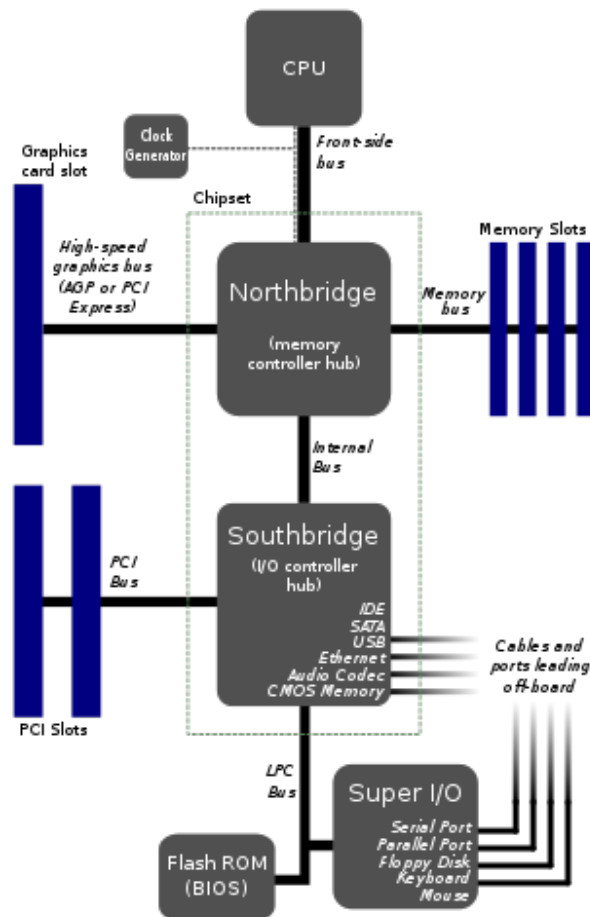 CPU
Clock
Generator
Front-side
bus
Graphics
card slot
Chipset
High-speed
graphics bus
(AGP or PCI
Express)
Northbridge
(memory
controller hub)
Memory
bus
Memory Slots
Internal
Bus
Southbridge
(I/O controller
hub)
PCI
Bus
IDE
SATA
USB
Ethernet
Audio Codec
CMOS Memory
Cables and
ports leading
off-board
PCI Slots
LPC
Bus
Super I/O
Serial Port
Parallel Port
Floppy Disk
Keyboard
Mouse
Flash ROM
(BIOS)